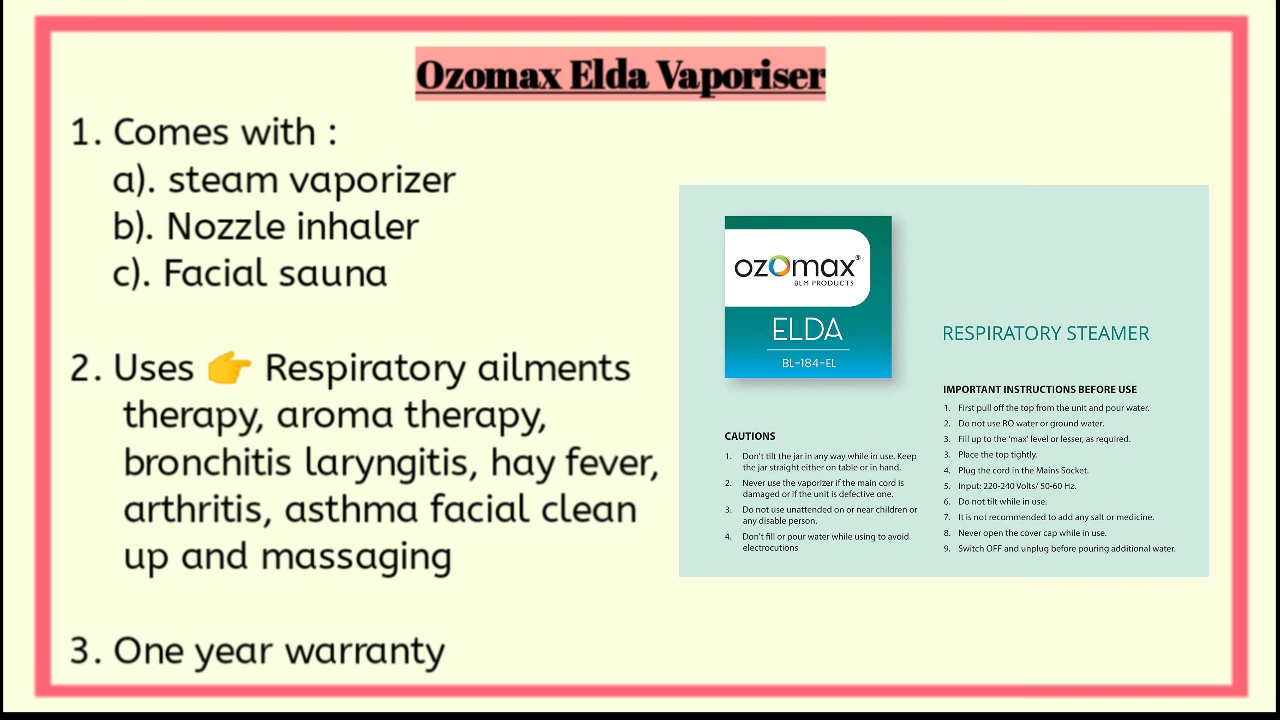 Ozomax Elda Vaporiser
1. Comes with :
a). steam vaporizer
b). Nozzle inhaler
c). Facial sauna
2. Uses 👉 Respiratory ailments
therapy, aroma therapy,
bronchitis laryngitis, hay fever,
arthritis, asthma facial clean
up and massaging
3. One year warranty
ozomax®
BLM PRODUCTS
ELDA
BL-184-EL
CAUTIONS
1. Don't tilt the jar in any way while in use. Keep
the jar straight either on table or in hand.
2. Never use the vaporizer if the main cord is
damaged or if the unit is defective one.
3. Do not use unattended on or near children or
any disable person.
4. Don't fill or pour water while using to avoid
electrocutions
RESPIRATORY STEAMER
IMPORTANT INSTRUCTIONS BEFORE USE
1. First pull off the top from the unit and pour water.
2. Do not use RO water or ground water.
3. Fill up to the 'max' level or lesser, as required.
3. Place the top tightly.
4. Plug the cord in the Mains Socket.
5. Input: 220-240 Volts/ 50-60 Hz.
6. Do not tilt while in use.
7. It is not recommended to add any salt or medicine.
8. Never open the cover cap while in use.
9. Switch OFF and unplug before pouring additional water.